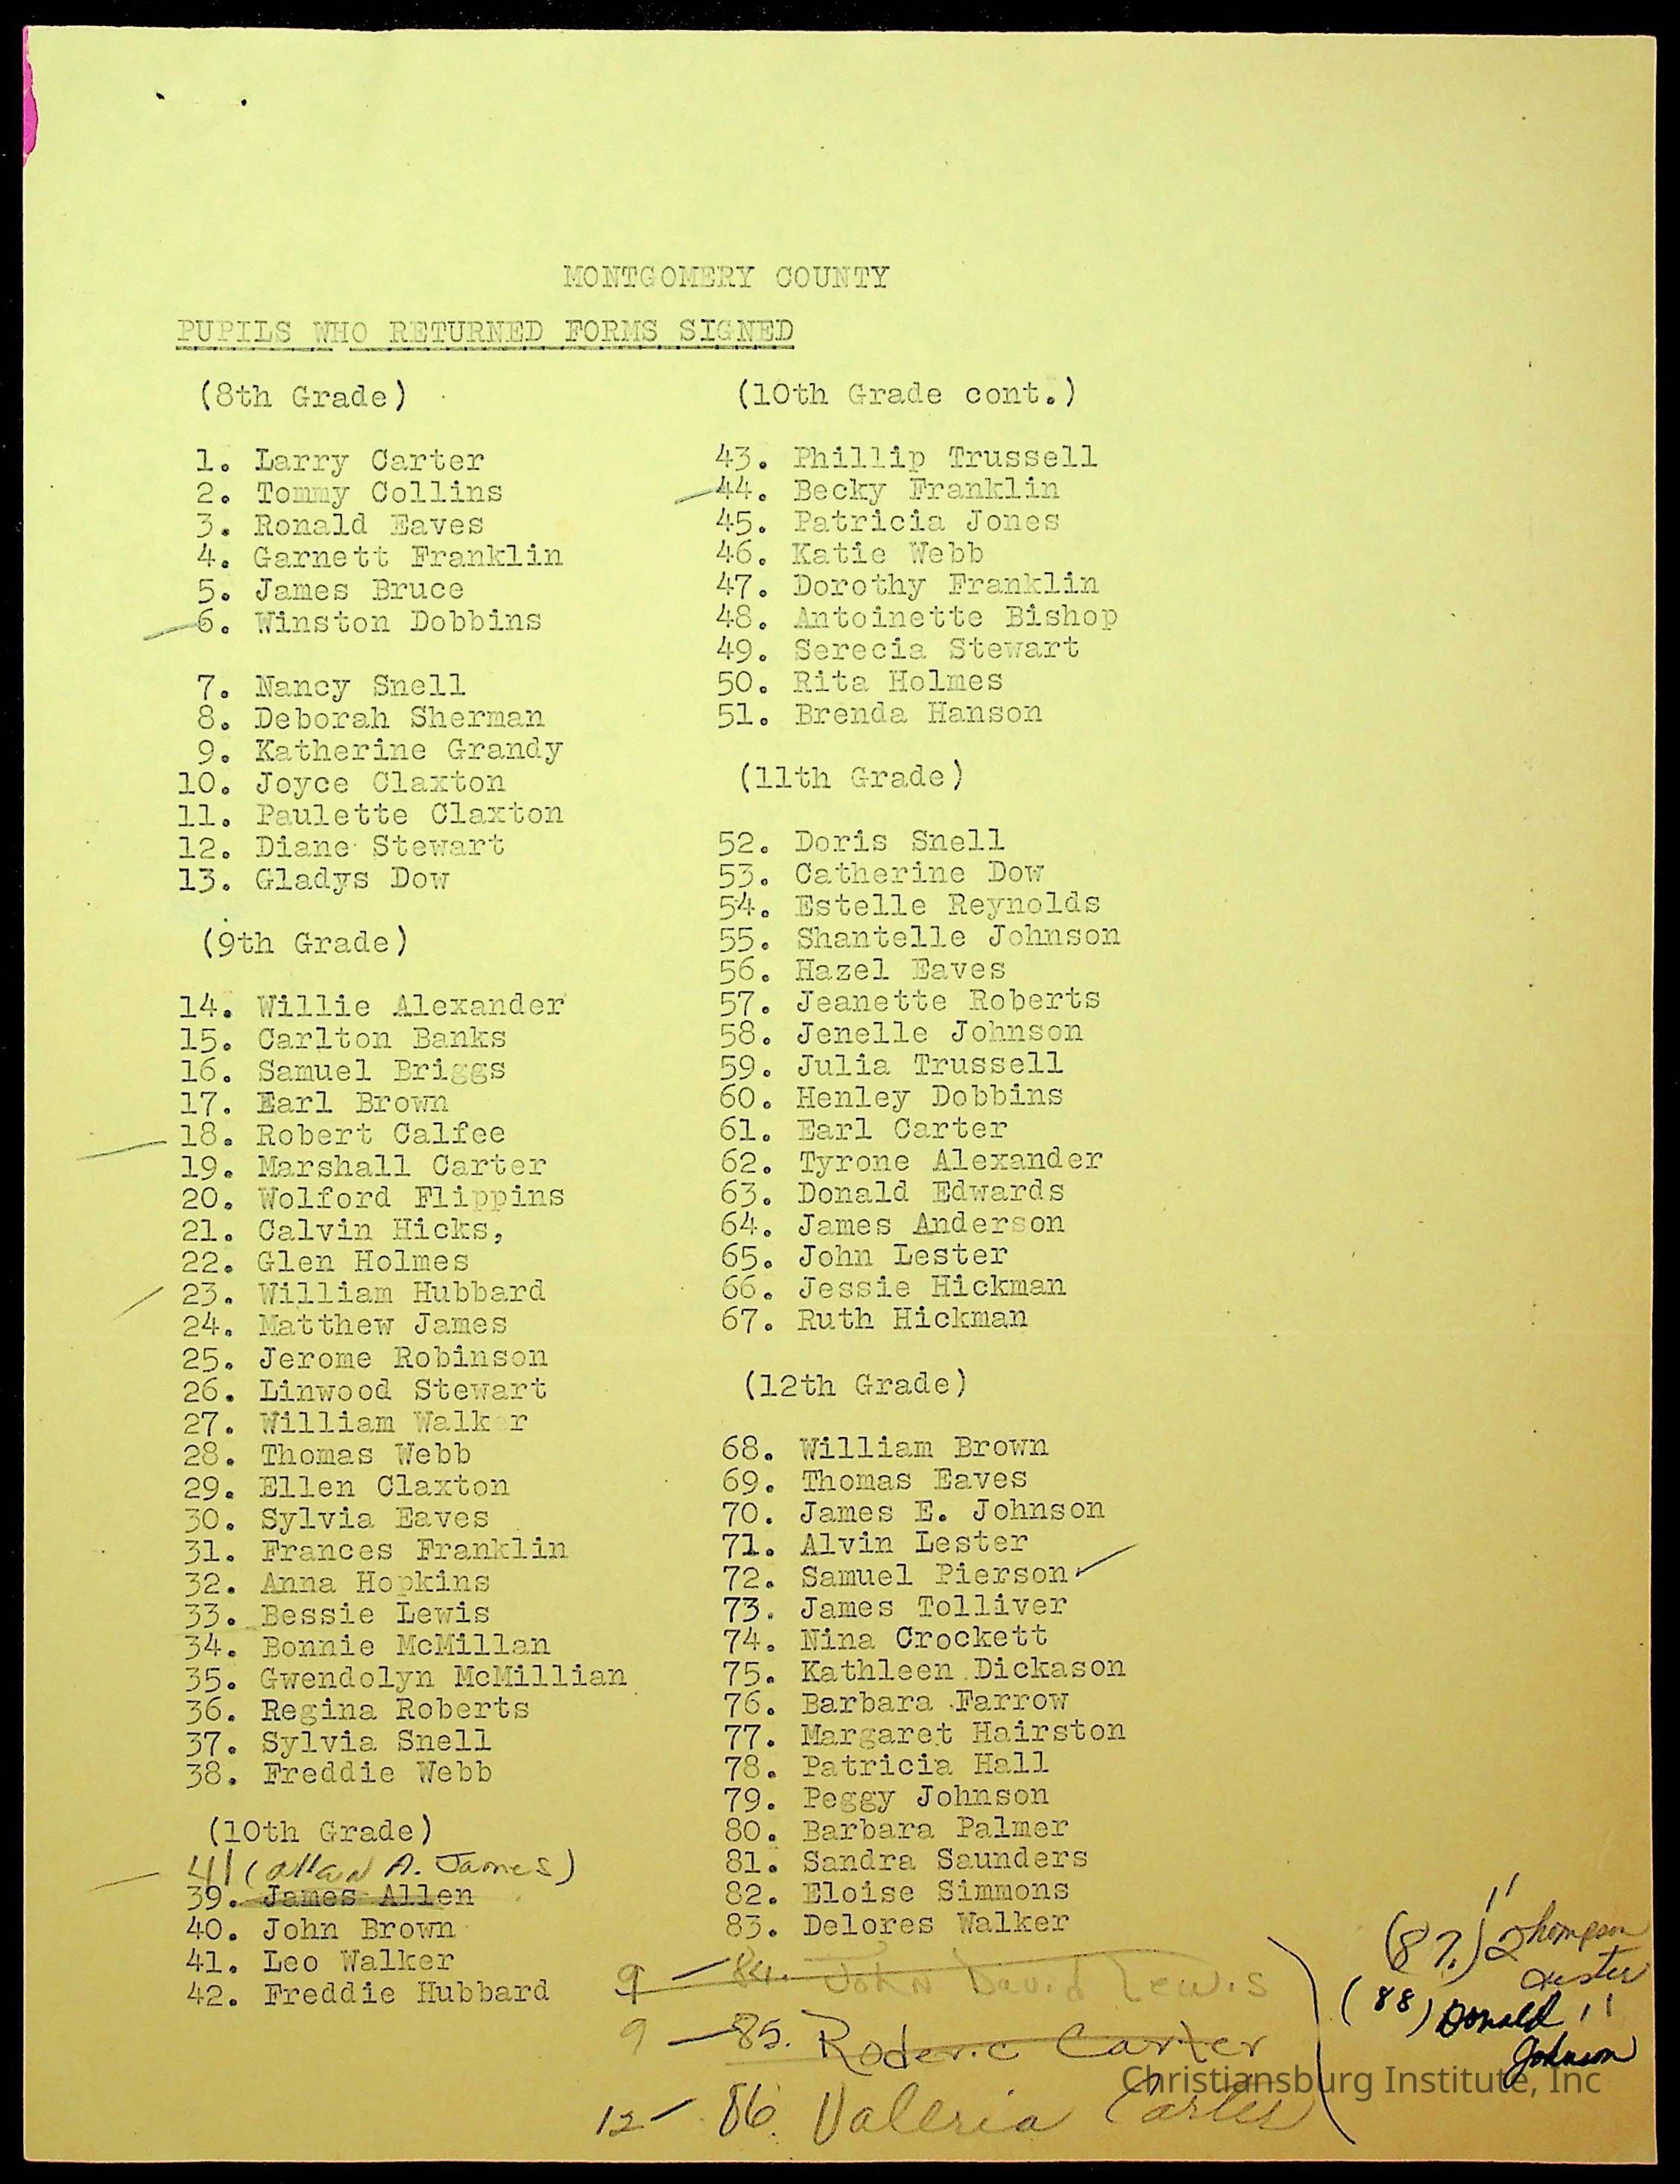 MONTGOMERY COUNTY
PUPILS WHO RETURNED FORMS SIGNED
(8th Grade)
1. Larry Carter
2. Tommy Collins
3. Ronald Eaves
4. Garnett Franklin
5. James Bruce
6. Winston Dobbins
7. Nancy Snell
8. Deborah Sherman
9. Katherine Grandy
10. Joyce Claxton
11. Paulette Claxton
12. Diane Stewart
13. Gladys Dow
(9th Grade)
14. Willie Alexander
15. Carlton Banks
16. Samuel Briggs
17. Earl Brown
18. Robert Calfee
19. Marshall Carter
20. Wolford Flippins
21. Calvin Hicks,
22. Glen Holmes
23. William Hubbard
24. Matthew James
25. Jerome Robinson
26. Linwood Stewart
27. William Walk r
28. Thomas Webb
29. Ellen Claxton
30. Sylvia Eaves
31. Frances Franklin
32. Anna Hopkins
33. Bessie Lewis
34. Bonnie McMillan
35. Gwendolyn McMillian
36. Regina Roberts
37. Sylvia Snell
38. Freddie Webb
(10th Grade)
41 (Allan A. James)
39. James Allen
40. John Brown
41. Leo Walker
42. Freddie Hubbard
(10th Grade cont.)
43. Phillip Trussell
44. Becky Franklin
45. Patricia Jones
46. Katie Webb
47. Dorothy Franklin
48. Antoinette Bishop
49. Serecia Stewart
50. Rita Holmes
51. Brenda Hanson
(11th Grade)
52. Doris Snell
53. Catherine Dow
54. Estelle Reynolds
55. Shantelle Johnson
56. Hazel Eaves
57. Jeanette Roberts
58. Jenelle Johnson
59. Julia Trussell
60. Henley Dobbins
61. Earl Carter
62. Tyrone Alexander
63. Donald Edwards
64. James Anderson
65. John Lester
66. Jessie Hickman
67. Ruth Hickman
(12th Grade)
68. William Brown
69. Thomas Eaves
70. James E. Johnson
71. Alvin Lester
72. Samuel Pierson
73. James Tolliver
74. Nina Crockett
75. Kathleen Dickason
76. Barbara Farrow
77. Margaret Hairston
78. Patricia Hall
79. Peggy Johnson
80. Barbara Palmer
81. Sandra Saunders
82. Eloise Simmons
83. Delores Walker
9 — 84. John David Lewis
9 — 85. Roderic Carter
12 — 86. Valeria Carter
11
(87.) Thompson
(88) Donald 11
Johnson
Christiansburg Institute, Inc